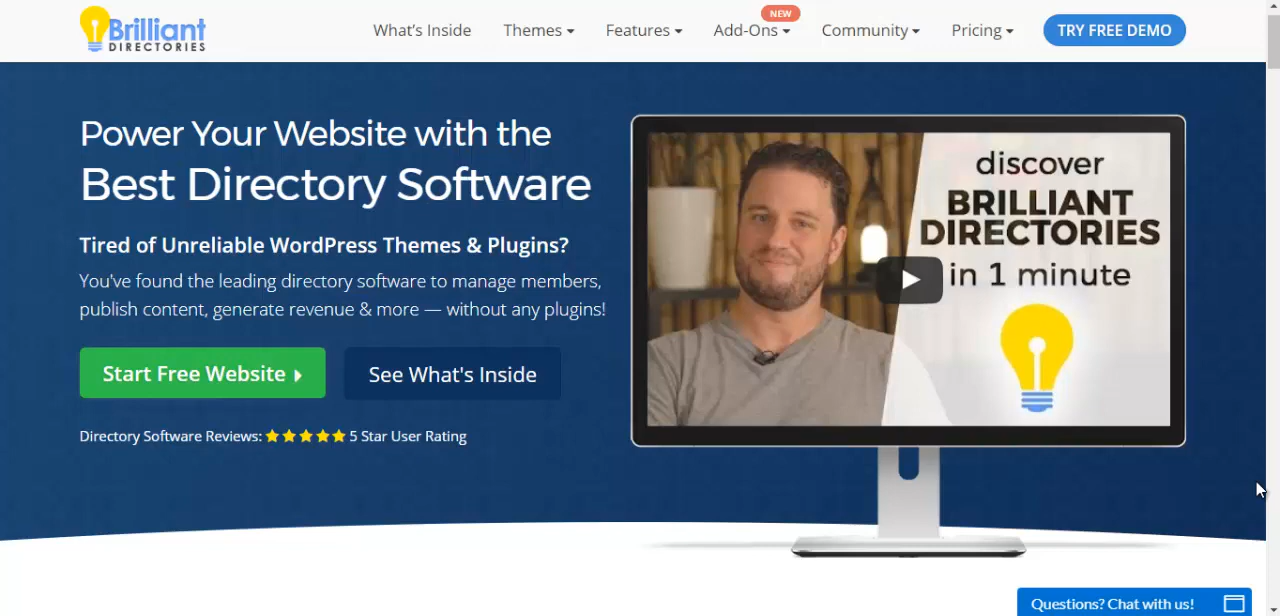 Brilliant
DIRECTORIES
What's Inside
Themes
Features
Add-Ons
NEW
Community
Pricing
TRY FREE DEMO
Power Your Website with the
Best Directory Software
Tired of Unreliable WordPress Themes & Plugins?
You've found the leading directory software to manage members,
publish content, generate revenue & more — without any plugins!
Start Free Website
See What's Inside
Directory Software Reviews: ★★★★★ 5 Star User Rating
discover
BRILLIANT
DIRECTORIES
in 1 minute
Questions? Chat with us!